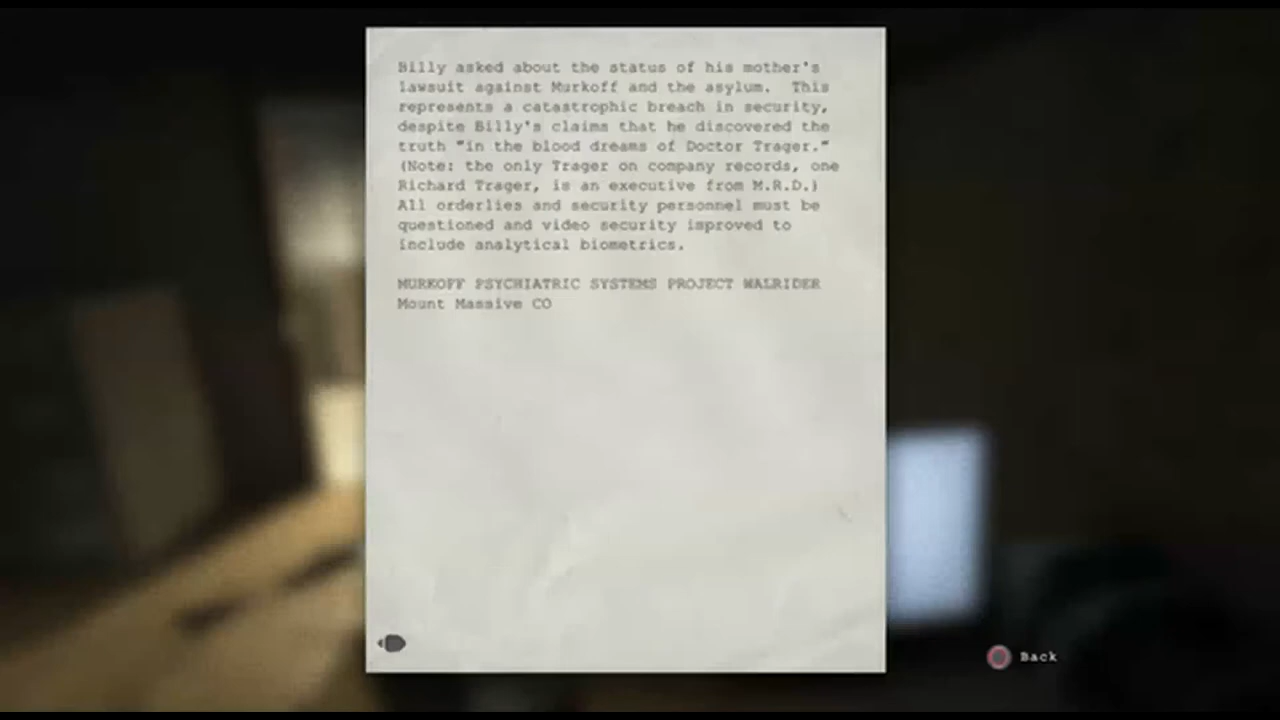 Billy asked about the status of his mother's
lawsuit against Murkoff and the asylum.  This
represents a catastrophic breach in security,
despite Billy's claims that he discovered the
truth "in the blood dreams of Doctor Trager."
(Note: the only Trager on company records, one
Richard Trager, is an executive from M.R.D.)
All orderlies and security personnel must be
questioned and video security improved to
include analytical biometrics.
MURKOFF PSYCHIATRIC SYSTEMS PROJECT WALRIDER
Mount Massive CO
Back